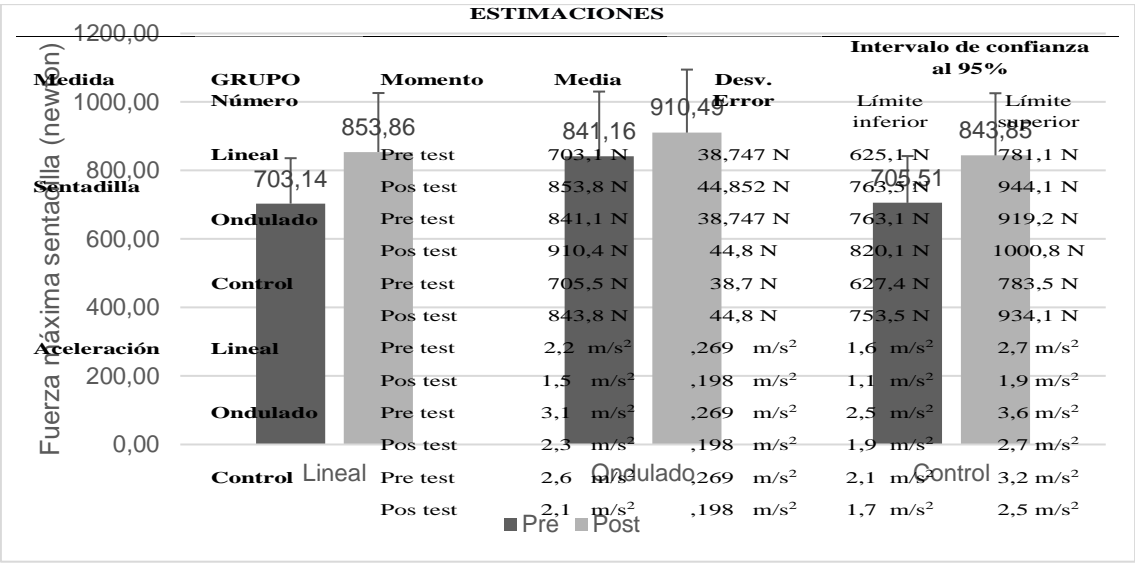 ESTIMACIONES
Medida GRUPO Momento Media Desv. Intervalo de confianza
Número Error al 95%
Límite Límite
inferior superior
Lineal Pre test 703,1 N 38,747 N 625,1 N 781,1 N
Sentadilla Pos test 853,8 N 44,852 N 763,5 N 944,1 N
Ondulado Pre test 841,1 N 38,747 N 763,1 N 919,2 N
Pos test 910,4 N 44,8 N 820,1 N 1000,8 N
Control Pre test 705,5 N 38,7 N 627,4 N 783,5 N
Pos test 843,8 N 44,8 N 753,5 N 934,1 N
Aceleración Lineal Pre test 2,2 m/s² ,269 m/s² 1,6 m/s² 2,7 m/s²
Pos test 1,5 m/s² ,198 m/s² 1,1 m/s² 1,9 m/s²
Ondulado Pre test 3,1 m/s² ,269 m/s² 2,5 m/s² 3,6 m/s²
Pos test 2,3 m/s² ,198 m/s² 1,9 m/s² 2,7 m/s²
Control Pre test 2,6 m/s² ,269 m/s² 2,1 m/s² 3,2 m/s²
Pos test 2,1 m/s² ,198 m/s² 1,7 m/s² 2,5 m/s²
Fuerza máxima sentadilla (newton)
1200,00
1000,00
800,00
600,00
400,00
200,00
0,00
703,14 853,86 841,16 910,49 705,51 843,85
Lineal Ondulado Control
Pre Post